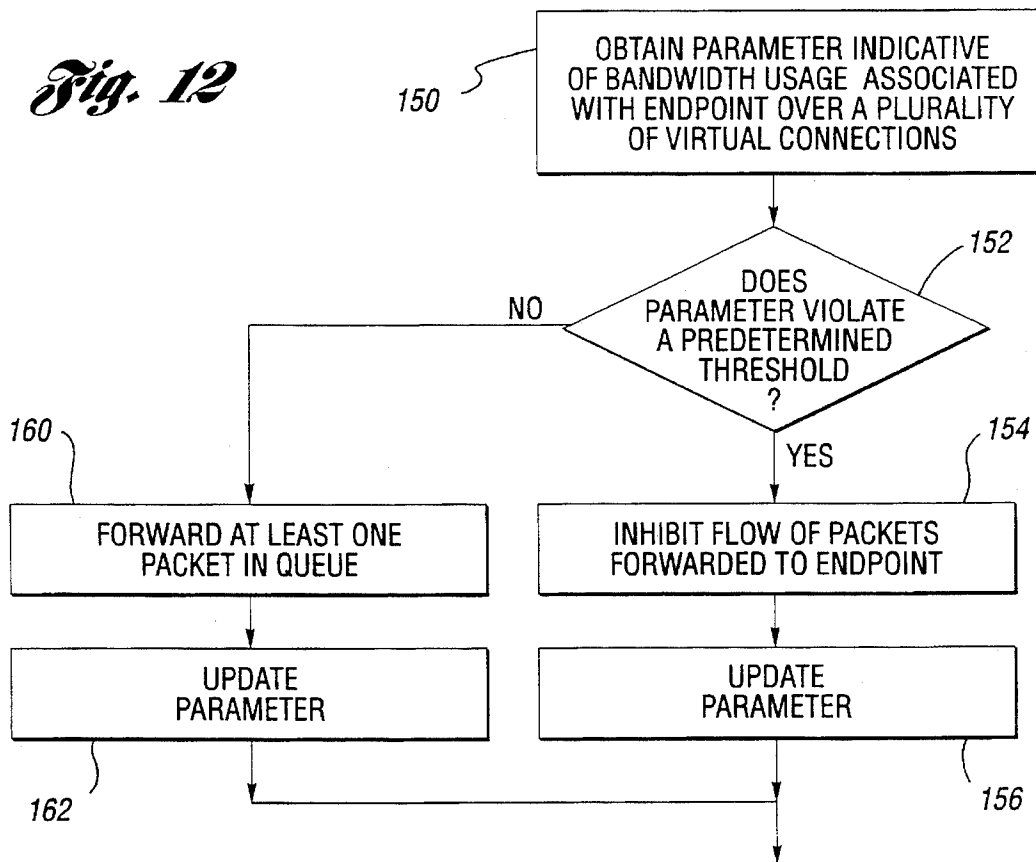 Fig. 12
150
OBTAIN PARAMETER INDICATIVE
OF BANDWIDTH USAGE ASSOCIATED
WITH ENDPOINT OVER A PLURALITY
OF VIRTUAL CONNECTIONS
152
DOES
PARAMETER VIOLATE
A PREDETERMINED
THRESHOLD
?
NO
YES
160
FORWARD AT LEAST ONE
PACKET IN QUEUE
154
INHIBIT FLOW OF PACKETS
FORWARDED TO ENDPOINT
UPDATE
PARAMETER
162
UPDATE
PARAMETER
156